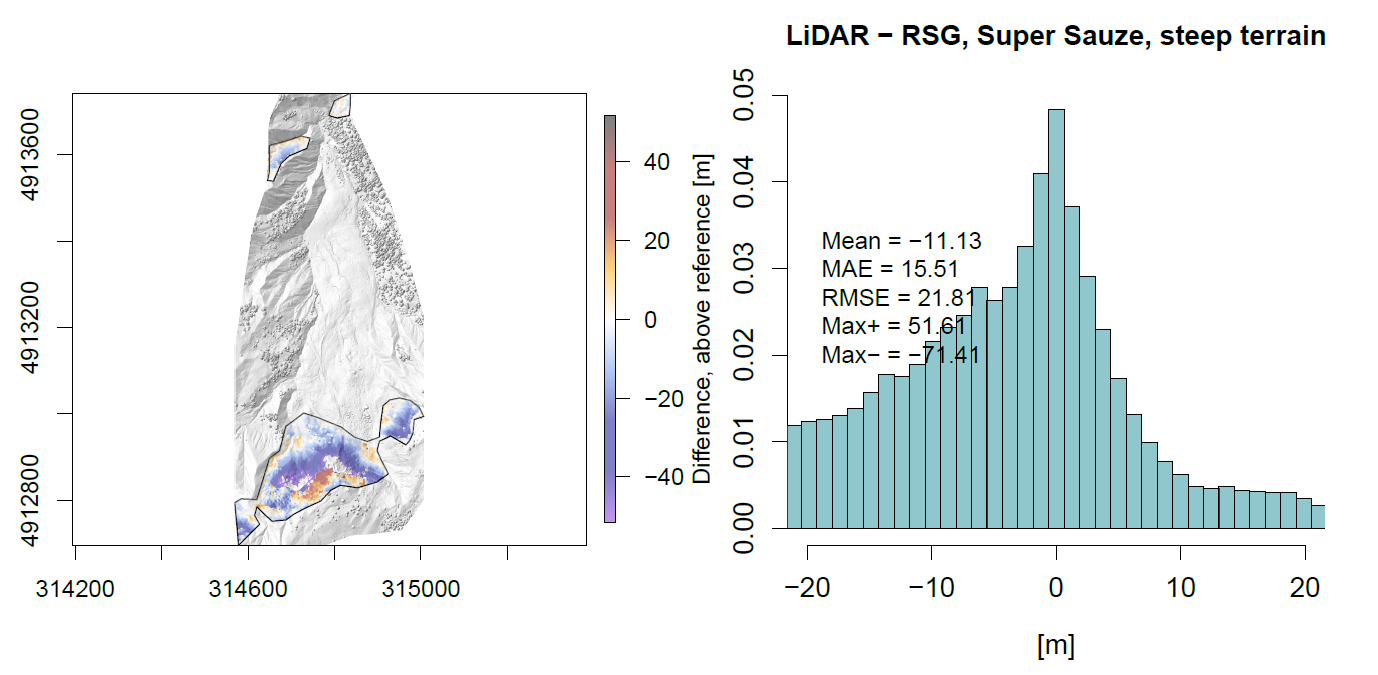 4913600
4913200
4912800
314200
314600
315000
40
20
0
−20
−40
Difference, above reference [m]
LiDAR − RSG, Super Sauze, steep terrain
0.05
0.04
0.03
0.02
0.01
0.00
Mean = −11.13
MAE = 15.51
RMSE = 21.81
Max+ = 51.61
Max− = −71.41
−20
−10
0
10
20
[m]